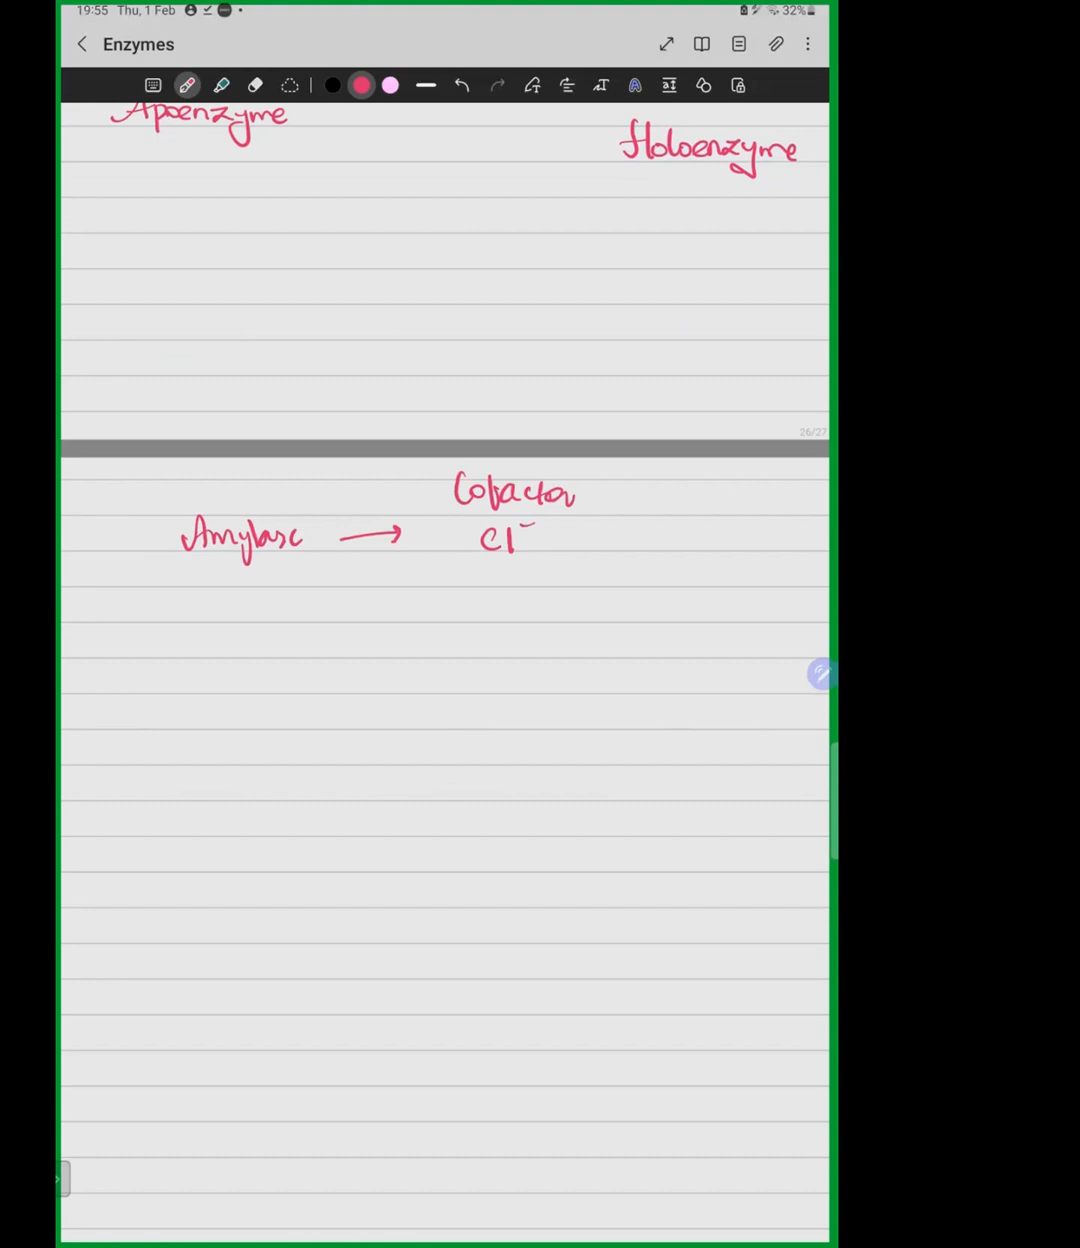 19:55 Thu, 1 Feb
32%
Enzymes
Apoenzyme
Holoenzyme
26/27
Cofactor
Amylase → Cl⁻